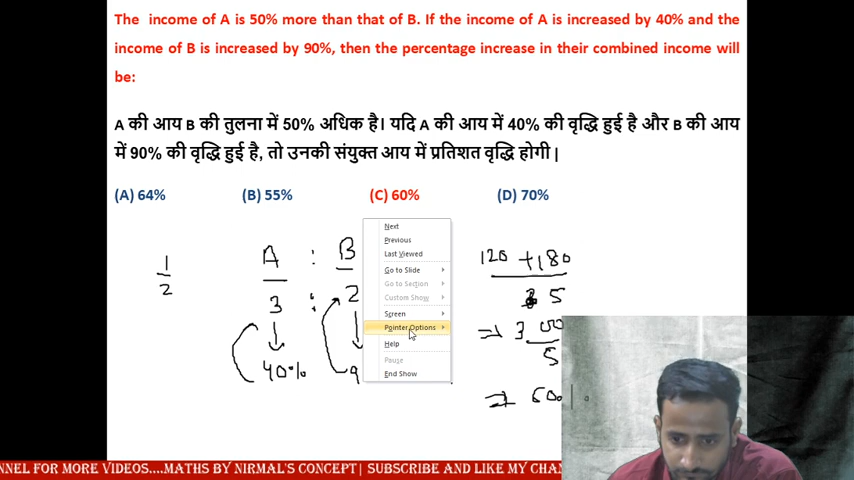 The income of A is 50% more than that of B. If the income of A is increased by 40% and the
income of B is increased by 90%, then the percentage increase in their combined income will
be:
A की आय B की तुलना में 50% अधिक है। यदि A की आय में 40% की वृद्धि हुई है और B की आय
में 90% की वृद्धि हुई है, तो उनकी संयुक्त आय में प्रतिशत वृद्धि होगी |
(A) 64% (B) 55% (C) 60% (D) 70%
1
2
A : B
3 : 2
40% 9
120 + 180
5
⇒ 300
5
⇒ 60%
Next
Previous
Last Viewed
Go to Slide
Go to Section
Custom Show
Screen
Pointer Options
Help
Pause
End Show
NNEL FOR MORE VIDEOS....MATHS BY NIRMAL'S CONCEPT| SUBSCRIBE AND LIKE MY CHAN